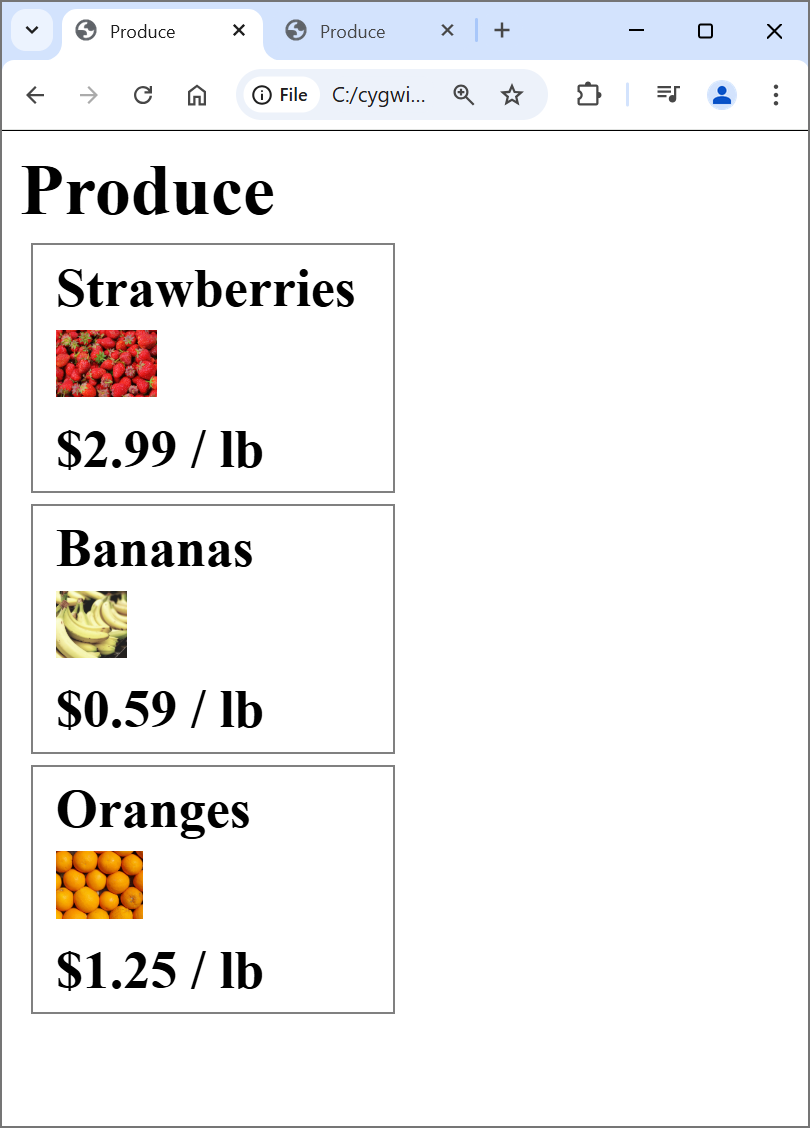 Produce
Produce
File
C:/cygwi...
Produce
Strawberries
$2.99 / lb
Bananas
$0.59 / lb
Oranges
$1.25 / lb